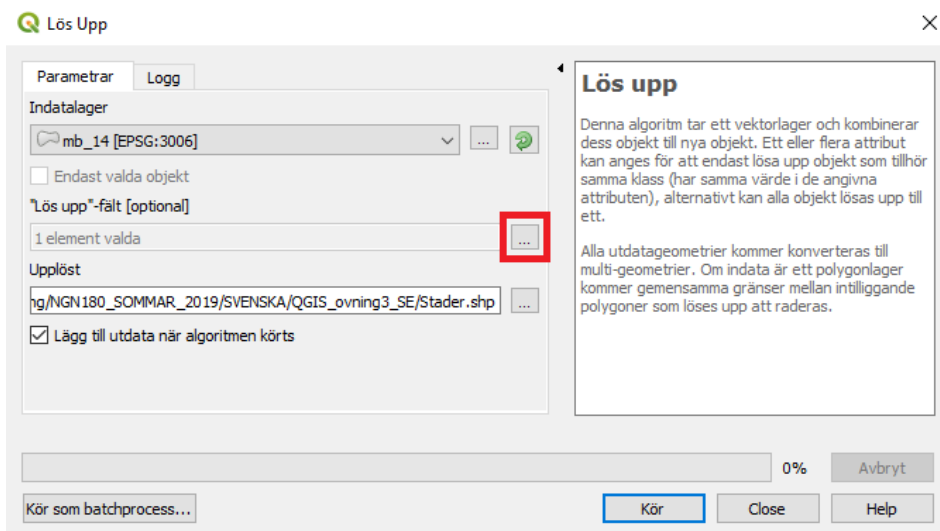 Lös Upp
Parametrar
Logg
Indatalager
mb_14 [EPSG:3006]
...
Endast valda objekt
"Lös upp"-fält [optional]
1 element valda
...
Upplöst
ng/NGN180_SOMMAR_2019/SVENSKA/QGIS_ovning3_SE/Stader.shp
...
Lägg till utdata när algoritmen körts
Lös upp
Denna algoritm tar ett vektorlager och kombinerar
dess objekt till nya objekt. Ett eller flera attribut
kan anges för att endast lösa upp objekt som tillhör
samma klass (har samma värde i de angivna
attributen), alternativt kan alla objekt lösas upp till
ett.
Alla utdatageometrier kommer konverteras till
multi-geometrier. Om indata är ett polygonlager
kommer gemensamma gränser mellan intilliggande
polygoner som löses upp att raderas.
0%
Avbryt
Kör som batchprocess...
Kör
Close
Help